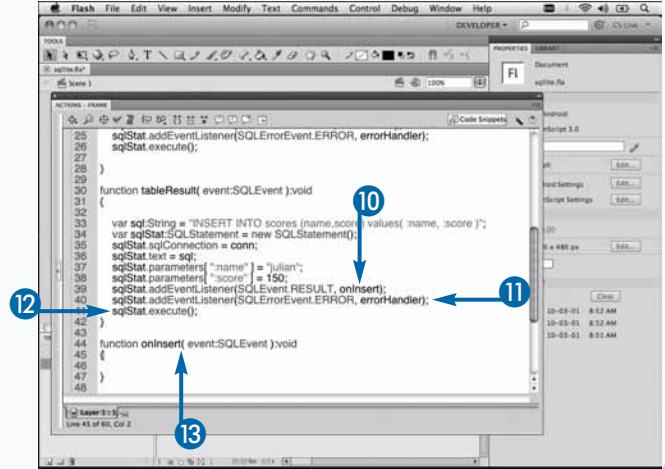 Flash File Edit View Insert Modify Text Commands Control Debug Window Help
DEVELOPER
CS Live
TOOLS
PROPERTIES LIBRARY
sqlite.fla*
Scene 1
100%
Fl
Document
sqlite.fla
ACTIONS - FRAME
Code Snippets
25 sqlStat.addEventListener(SQLErrorEvent.ERROR, errorHandler);
26 sqlStat.execute();
27
28 }
29
30 function tableResult( event:SQLEvent ):void
31 {
32
33 var sql:String = "INSERT INTO scores (name,score) values( :name, :score )";
34 var sqlStat:SQLStatement = new SQLStatement();
35 sqlStat.sqlConnection = conn;
36 sqlStat.text = sql;
37 sqlStat.parameters[ ":name" ] = "julian";
38 sqlStat.parameters[ ":score" ] = 150;
39 sqlStat.addEventListener(SQLEvent.RESULT, onInsert);
40 sqlStat.addEventListener(SQLErrorEvent.ERROR, errorHandler);
41 sqlStat.execute();
42 }
43
44 function onInsert( event:SQLEvent ):void
45 {
46
47 }
48
Layer 1 : 1
Line 45 of 60, Col 2
10
11
12
13
Edit...
Edit...
Edit...
x 480 px
Edit...
Clear
10-03-01 8:52 AM
10-03-01 8:52 AM
10-03-01 8:51 AM